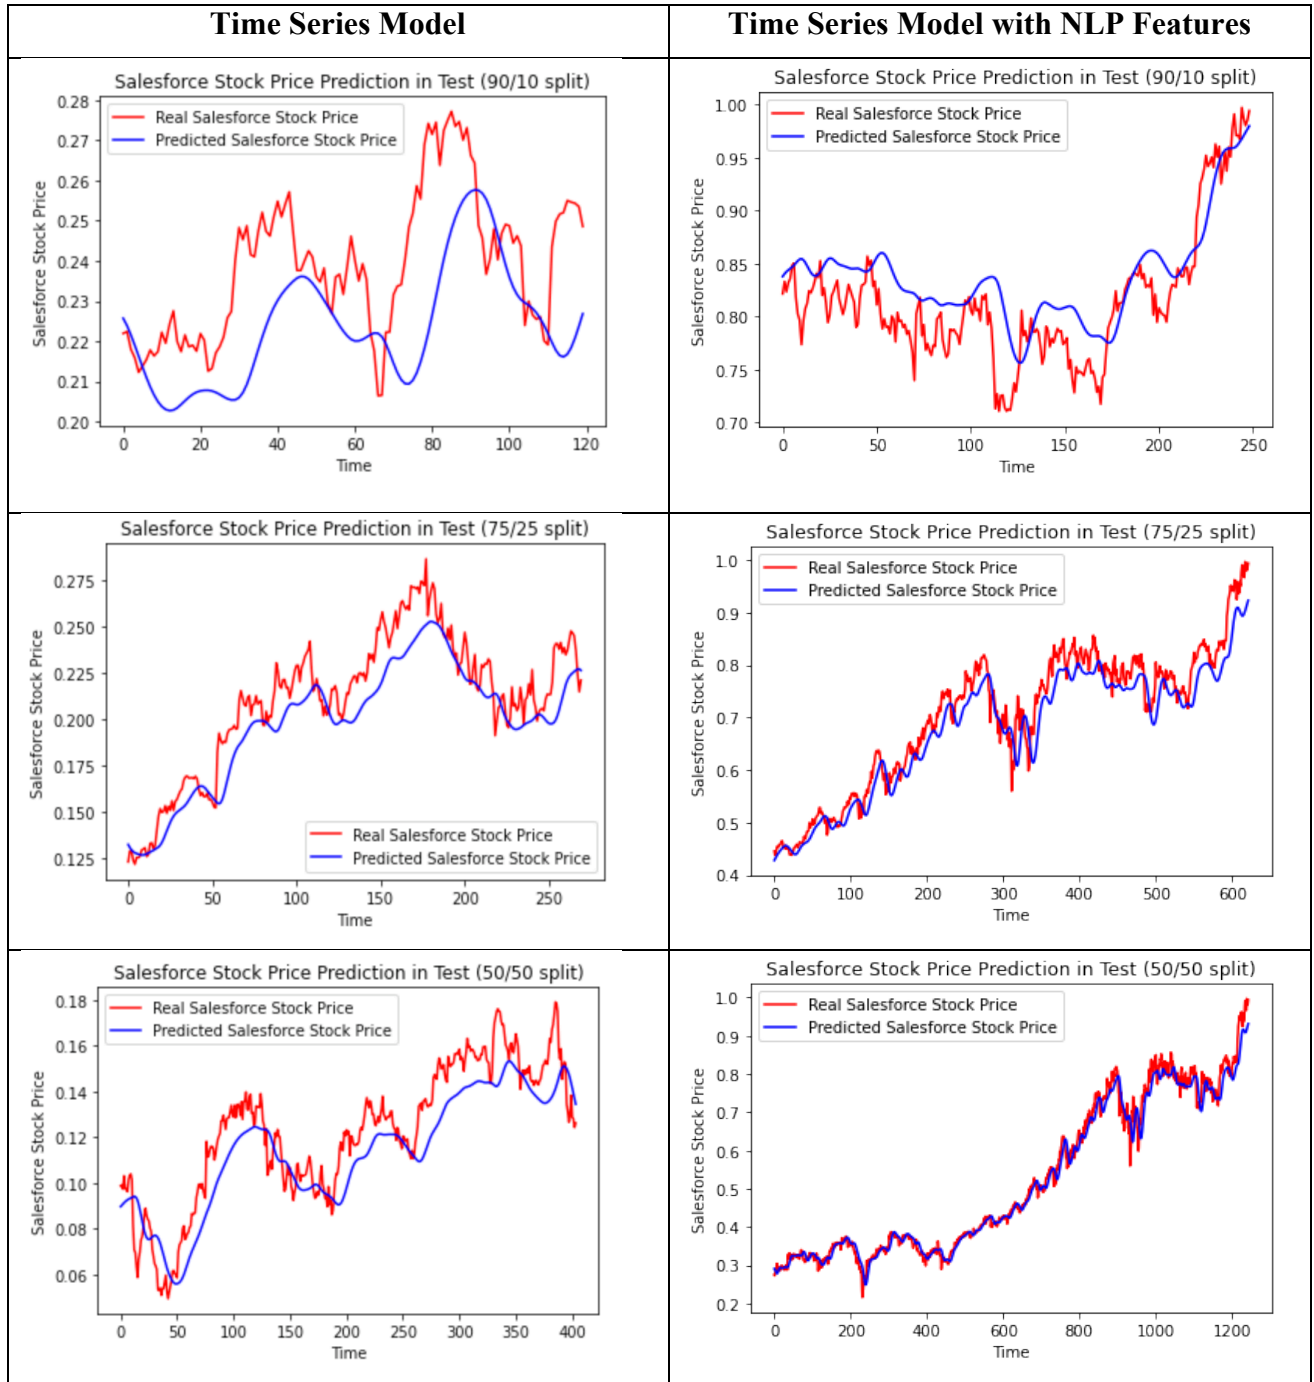 Time Series Model
Time Series Model with NLP Features
Salesforce Stock Price Prediction in Test (90/10 split)
Real Salesforce Stock Price
Predicted Salesforce Stock Price
Salesforce Stock Price
0.28
0.27
0.26
0.25
0.24
0.23
0.22
0.21
0.20
0 20 40 60 80 100 120
Time
Salesforce Stock Price Prediction in Test (90/10 split)
Real Salesforce Stock Price
Predicted Salesforce Stock Price
Salesforce Stock Price
1.00
0.95
0.90
0.85
0.80
0.75
0.70
0 50 100 150 200 250
Time
Salesforce Stock Price Prediction in Test (75/25 split)
Salesforce Stock Price
0.275
0.250
0.225
0.200
0.175
0.150
0.125
Real Salesforce Stock Price
Predicted Salesforce Stock Price
0 50 100 150 200 250
Time
Salesforce Stock Price Prediction in Test (75/25 split)
Real Salesforce Stock Price
Predicted Salesforce Stock Price
Salesforce Stock Price
1.0
0.9
0.8
0.7
0.6
0.5
0.4
0 100 200 300 400 500 600
Time
Salesforce Stock Price Prediction in Test (50/50 split)
Real Salesforce Stock Price
Predicted Salesforce Stock Price
Salesforce Stock Price
0.18
0.16
0.14
0.12
0.10
0.08
0.06
0 50 100 150 200 250 300 350 400
Time
Salesforce Stock Price Prediction in Test (50/50 split)
Real Salesforce Stock Price
Predicted Salesforce Stock Price
Salesforce Stock Price
1.0
0.9
0.8
0.7
0.6
0.5
0.4
0.3
0.2
0 200 400 600 800 1000 1200
Time